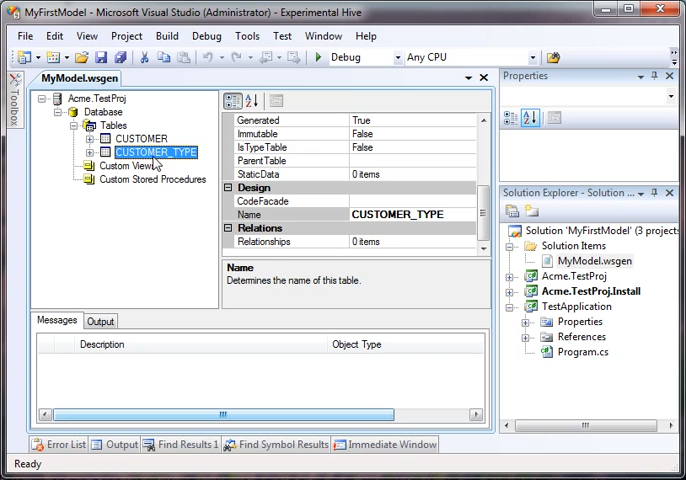 MyFirstModel - Microsoft Visual Studio (Administrator) - Experimental Hive
File Edit View Project Build Debug Tools Test Window Help
Debug Any CPU
Toolbox
MyModel.wsgen
Acme.TestProj
Database
Tables
CUSTOMER
CUSTOMER_TYPE
Custom Views
Custom Stored Procedures
Generated True
Immutable False
IsTypeTable False
ParentTable
StaticData 0 items
Design
CodeFacade
Name CUSTOMER_TYPE
Relations
Relationships 0 items
Name
Determines the name of this table.
Messages Output
Description Object Type
Properties
Solution Explorer - Solution ...
Solution 'MyFirstModel' (3 projects
Solution Items
MyModel.wsgen
Acme.TestProj
Acme.TestProj.Install
TestApplication
Properties
References
Program.cs
Error List Output Find Results 1 Find Symbol Results Immediate Window
Ready